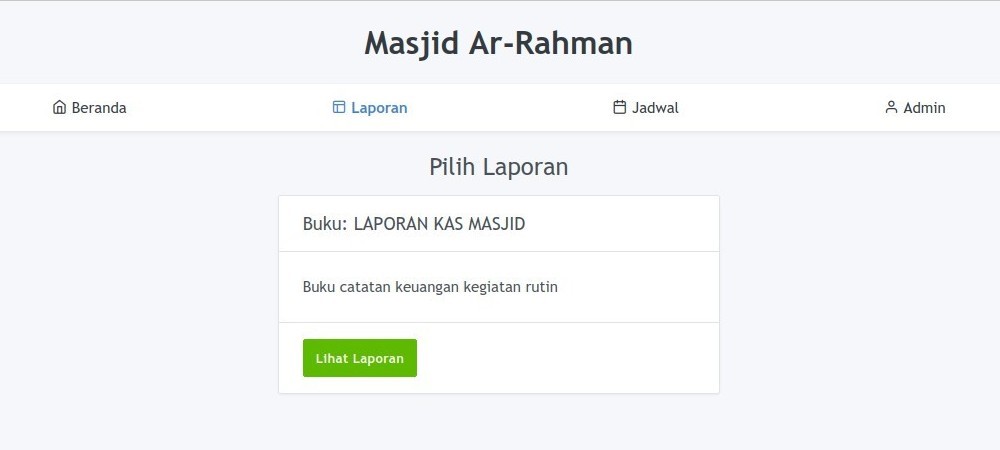 Masjid Ar-Rahman
Beranda
Laporan
Jadwal
Admin
Pilih Laporan
Buku: LAPORAN KAS MASJID
Buku catatan keuangan kegiatan rutin
Lihat Laporan